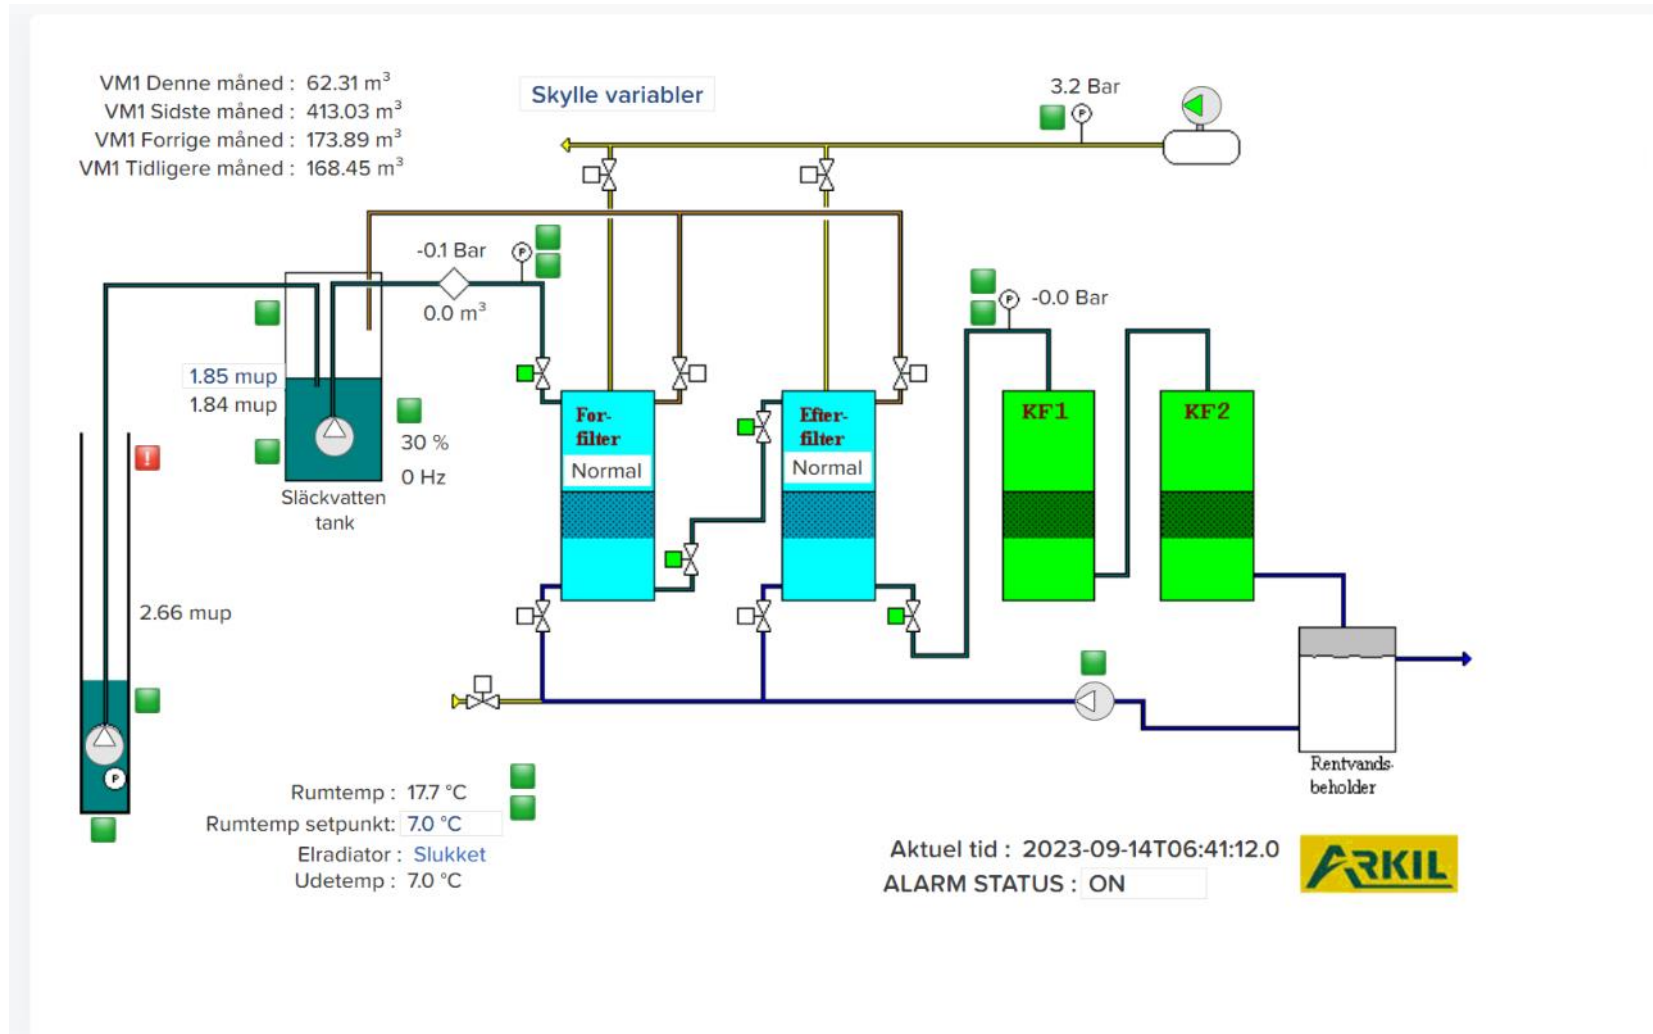 VM1 Denne måned : 62.31 m³
VM1 Sidste måned : 413.03 m³
VM1 Forrige måned : 173.89 m³
VM1 Tidligere måned : 168.45 m³
Skylle variabler
3.2 Bar
P
-0.1 Bar
P
0.0 m³
P
-0.0 Bar
1.85 mup
1.84 mup
30 %
0 Hz
Släckvatten
tank
!
2.66 mup
P
For-
filter
Normal
Efter-
filter
Normal
KF1
KF2
Rentvands-
beholder
Rumtemp : 17.7 °C
Rumtemp setpunkt: 7.0 °C
Elradiator : Slukket
Udetemp : 7.0 °C
Aktuel tid : 2023-09-14T06:41:12.0
ALARM STATUS : ON
ARKIL